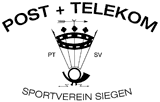 POST + TELEKOM
PT SV
SPORTVEREIN SIEGEN